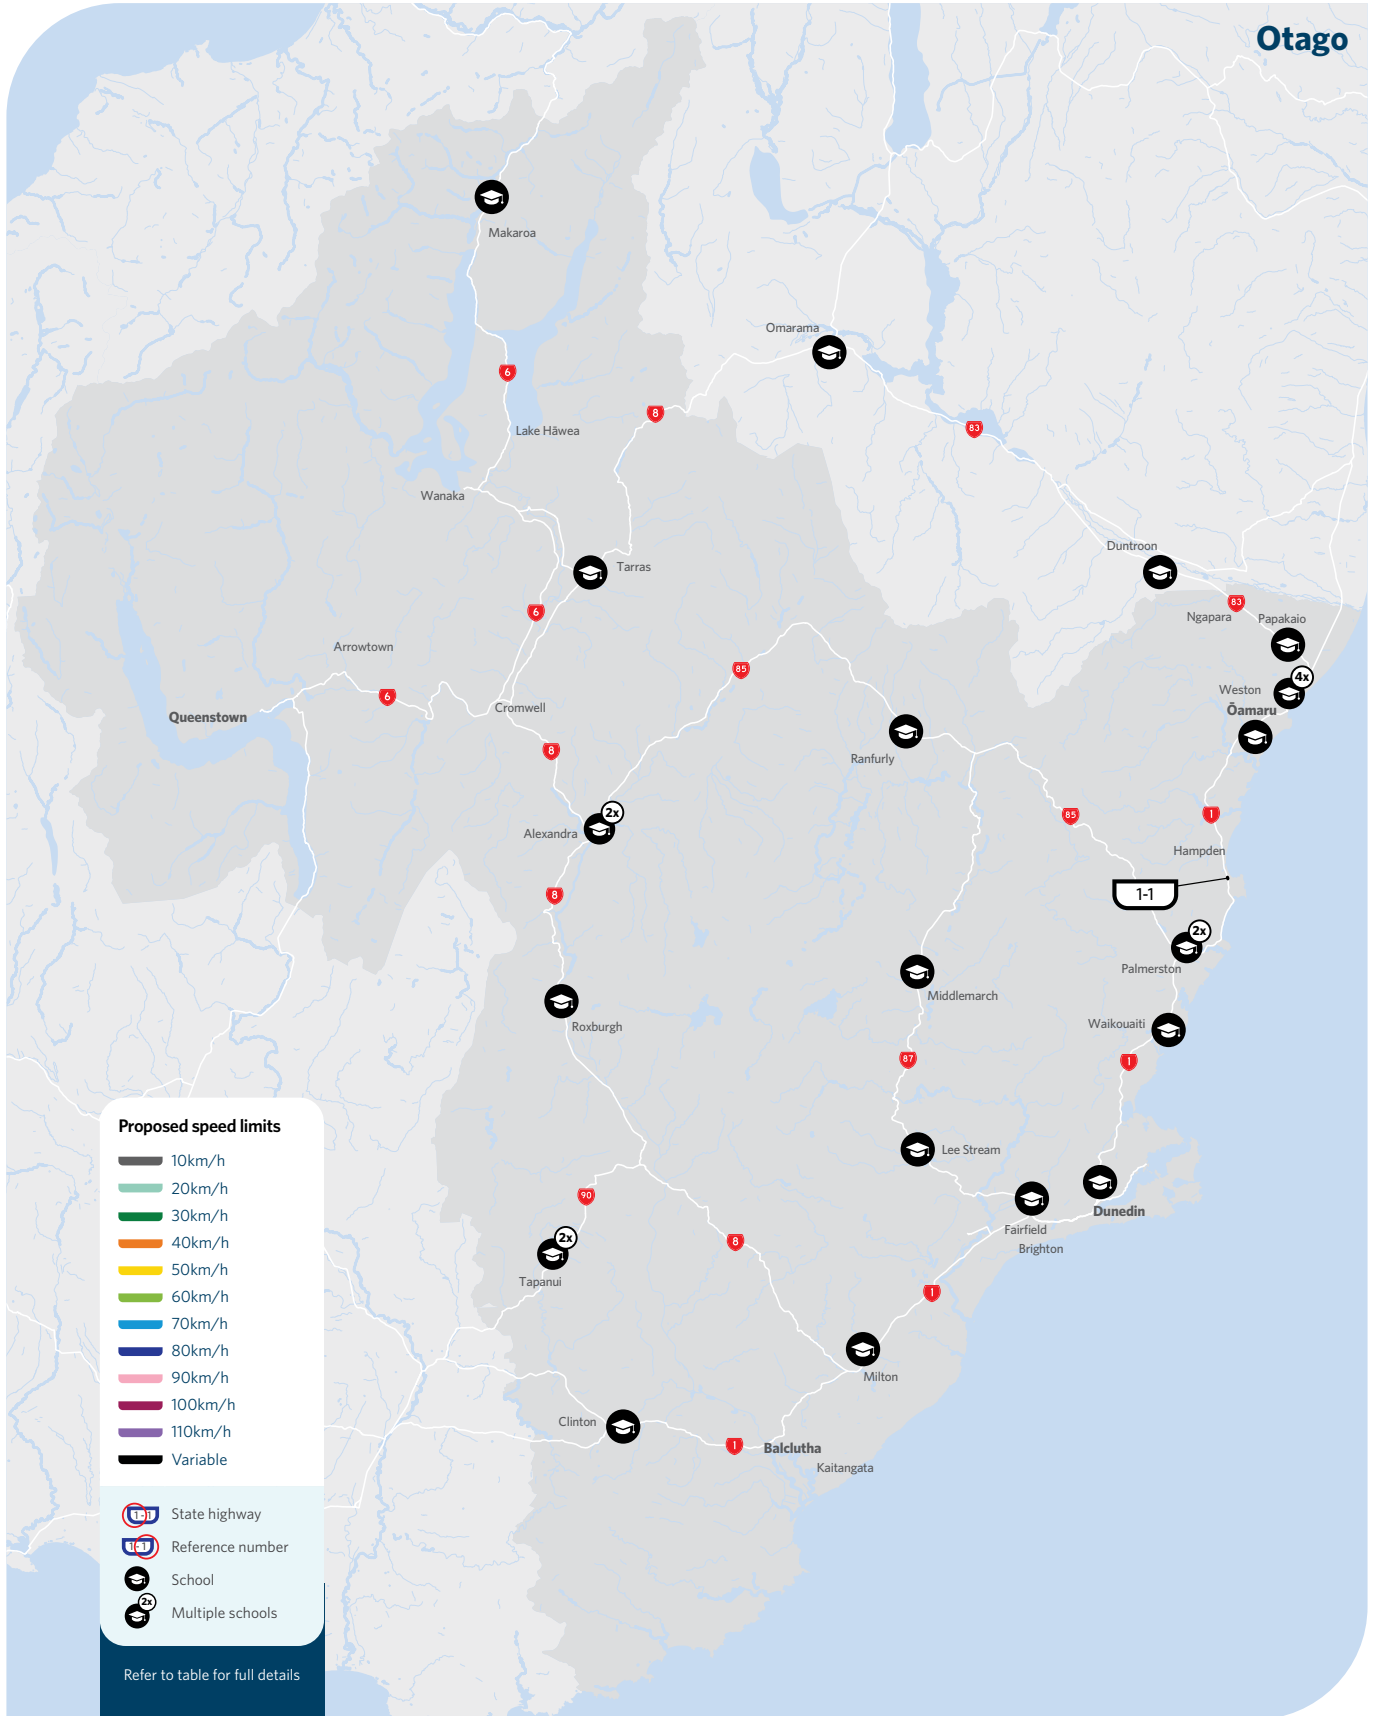 Otago
Makaroa
Omarama
6
8
Lake Hāwea
83
Wanaka
Duntroon
Tarras
83
6
Ngapara
Papakaio
Arrowtown
85
4x
6
Weston
Cromwell
Ōamaru
Queenstown
8
Ranfurly
2x
85
1
Alexandra
Hampden
8
1-1
2x
Palmerston
Middlemarch
Waikouaiti
Roxburgh
87
1
Proposed speed limits
10km/h
20km/h
30km/h
40km/h
50km/h
60km/h
70km/h
80km/h
90km/h
100km/h
110km/h
Variable
Lee Stream
90
Dunedin
Fairfield
2x
8
Brighton
Tapanui
1
Milton
Clinton
1
Balclutha
Kaitangata
1-1
State highway
1-1
Reference number
School
2x
Multiple schools
Refer to table for full details